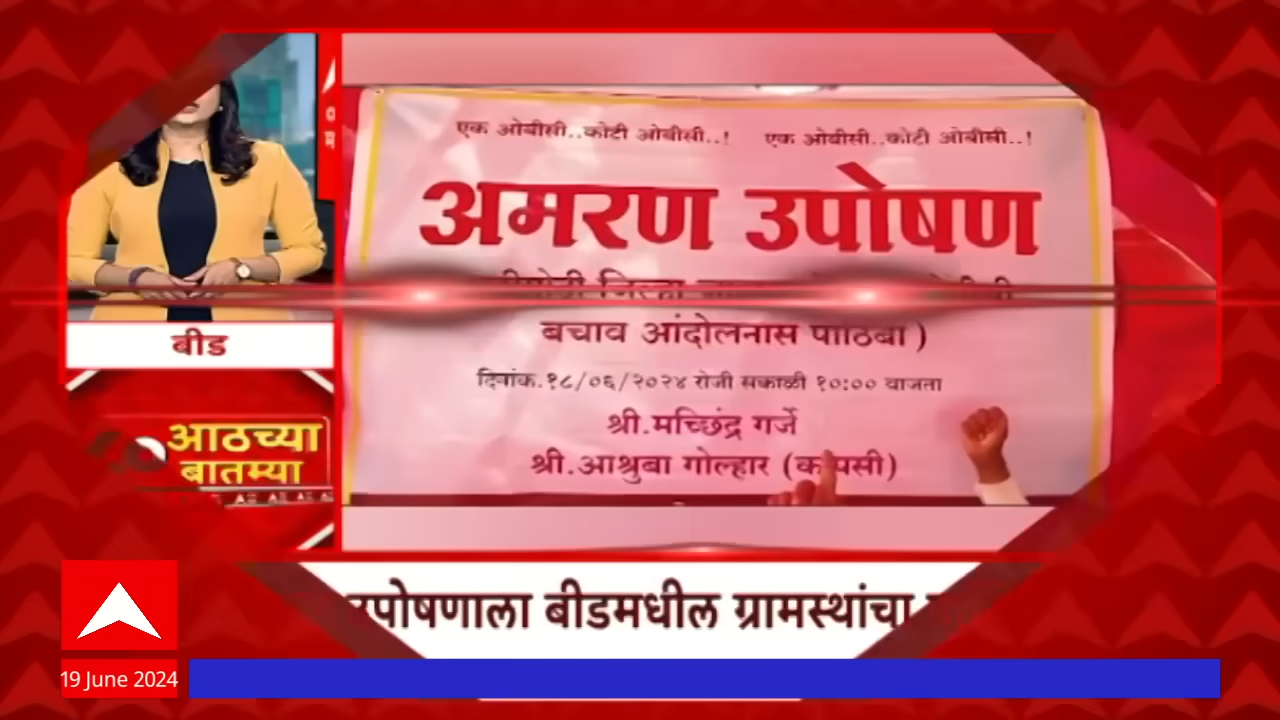 एक ओबीसी..कोटी ओबीसी..! एक ओबीसी..कोटी ओबीसी..!
अमरण उपोषण
जिल्हा
बचाव आंदोलनास पाठिंबा )
दिनांक.१८/०६/२०२४ रोजी सकाळी १०:०० वाजता
श्री.मच्छिंद्र गर्जे
श्री.आश्रुबा गोल्हार
बीड
आठच्या
बातम्या
उपोषणाला बीडमधील ग्रामस्थांचा
19 June 2024